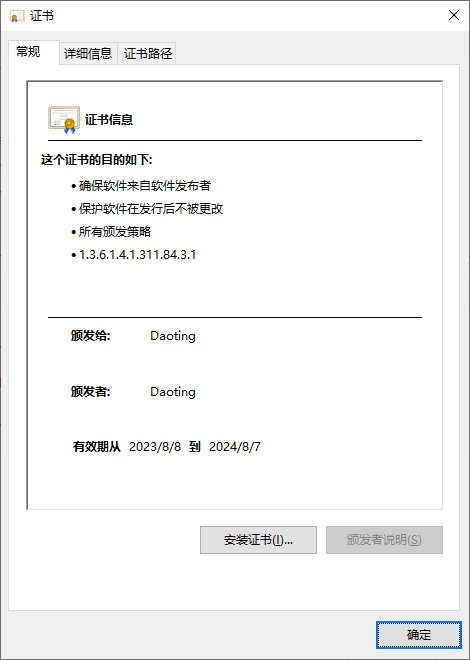 证书
常规 详细信息 证书路径
证书信息
这个证书的目的如下:
• 确保软件来自软件发布者
• 保护软件在发行后不被更改
• 所有颁发策略
• 1.3.6.1.4.1.311.84.3.1
颁发给: Daoting
颁发者: Daoting
有效期从 2023/8/8 到 2024/8/7
安装证书(I)... 颁发者说明(S)
确定